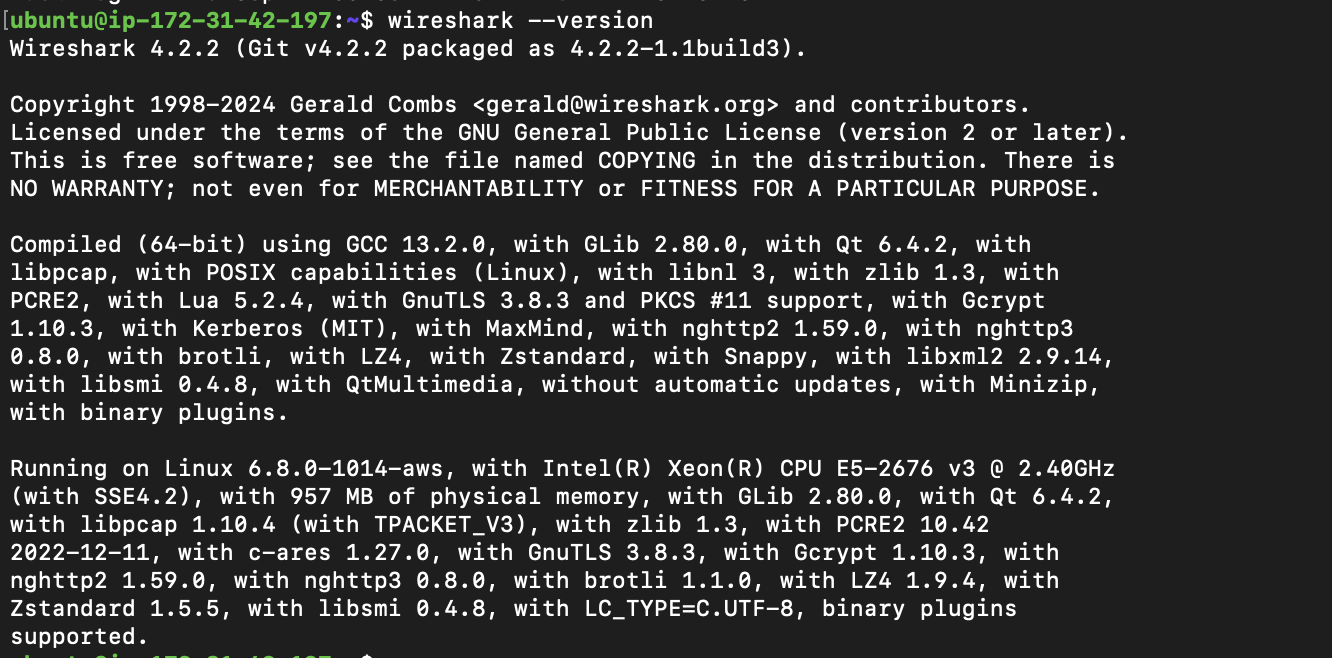 [ubuntu@ip-172-31-42-197:~$ wireshark --version
Wireshark 4.2.2 (Git v4.2.2 packaged as 4.2.2-1.1build3).
Copyright 1998-2024 Gerald Combs <gerald@wireshark.org> and contributors.
Licensed under the terms of the GNU General Public License (version 2 or later).
This is free software; see the file named COPYING in the distribution. There is
NO WARRANTY; not even for MERCHANTABILITY or FITNESS FOR A PARTICULAR PURPOSE.
Compiled (64-bit) using GCC 13.2.0, with GLib 2.80.0, with Qt 6.4.2, with
libpcap, with POSIX capabilities (Linux), with libnl 3, with zlib 1.3, with
PCRE2, with Lua 5.2.4, with GnuTLS 3.8.3 and PKCS #11 support, with Gcrypt
1.10.3, with Kerberos (MIT), with MaxMind, with nghttp2 1.59.0, with nghttp3
0.8.0, with brotli, with LZ4, with Zstandard, with Snappy, with libxml2 2.9.14,
with libsmi 0.4.8, with QtMultimedia, without automatic updates, with Minizip,
with binary plugins.
Running on Linux 6.8.0-1014-aws, with Intel(R) Xeon(R) CPU E5-2676 v3 @ 2.40GHz
(with SSE4.2), with 957 MB of physical memory, with GLib 2.80.0, with Qt 6.4.2,
with libpcap 1.10.4 (with TPACKET_V3), with zlib 1.3, with PCRE2 10.42
2022-12-11, with c-ares 1.27.0, with GnuTLS 3.8.3, with Gcrypt 1.10.3, with
nghttp2 1.59.0, with nghttp3 0.8.0, with brotli 1.1.0, with LZ4 1.9.4, with
Zstandard 1.5.5, with libsmi 0.4.8, with LC_TYPE=C.UTF-8, binary plugins
supported.